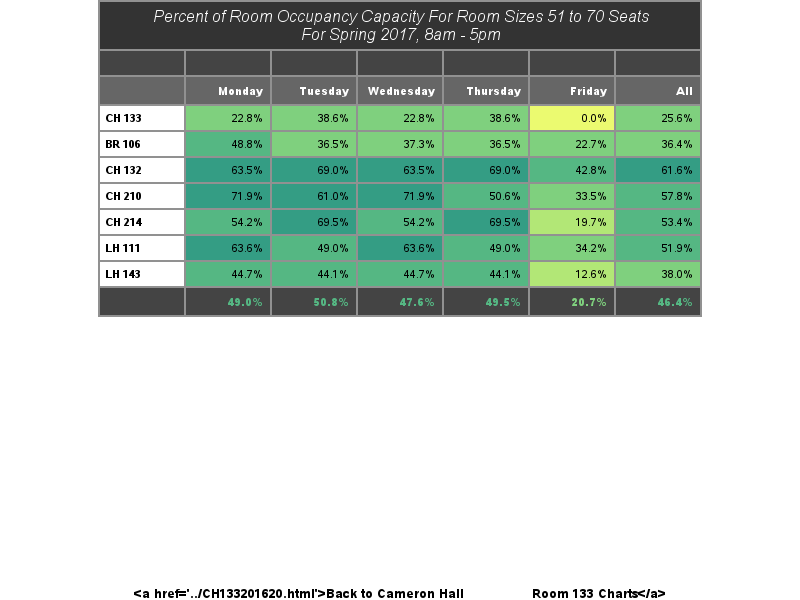 Percent of Room Occupancy Capacity For Room Sizes 51 to 70 Seats
For Spring 2017, 8am - 5pm
Monday Tuesday Wednesday Thursday Friday All
CH 133 22.8% 38.6% 22.8% 38.6% 0.0% 25.6%
BR 106 48.8% 36.5% 37.3% 36.5% 22.7% 36.4%
CH 132 63.5% 69.0% 63.5% 69.0% 42.8% 61.6%
CH 210 71.9% 61.0% 71.9% 50.6% 33.5% 57.8%
CH 214 54.2% 69.5% 54.2% 69.5% 19.7% 53.4%
LH 111 63.6% 49.0% 63.6% 49.0% 34.2% 51.9%
LH 143 44.7% 44.1% 44.7% 44.1% 12.6% 38.0%
49.0% 50.8% 47.6% 49.5% 20.7% 46.4%
<a href='../CH133201620.html'>Back to Cameron Hall Room 133 Charts</a>